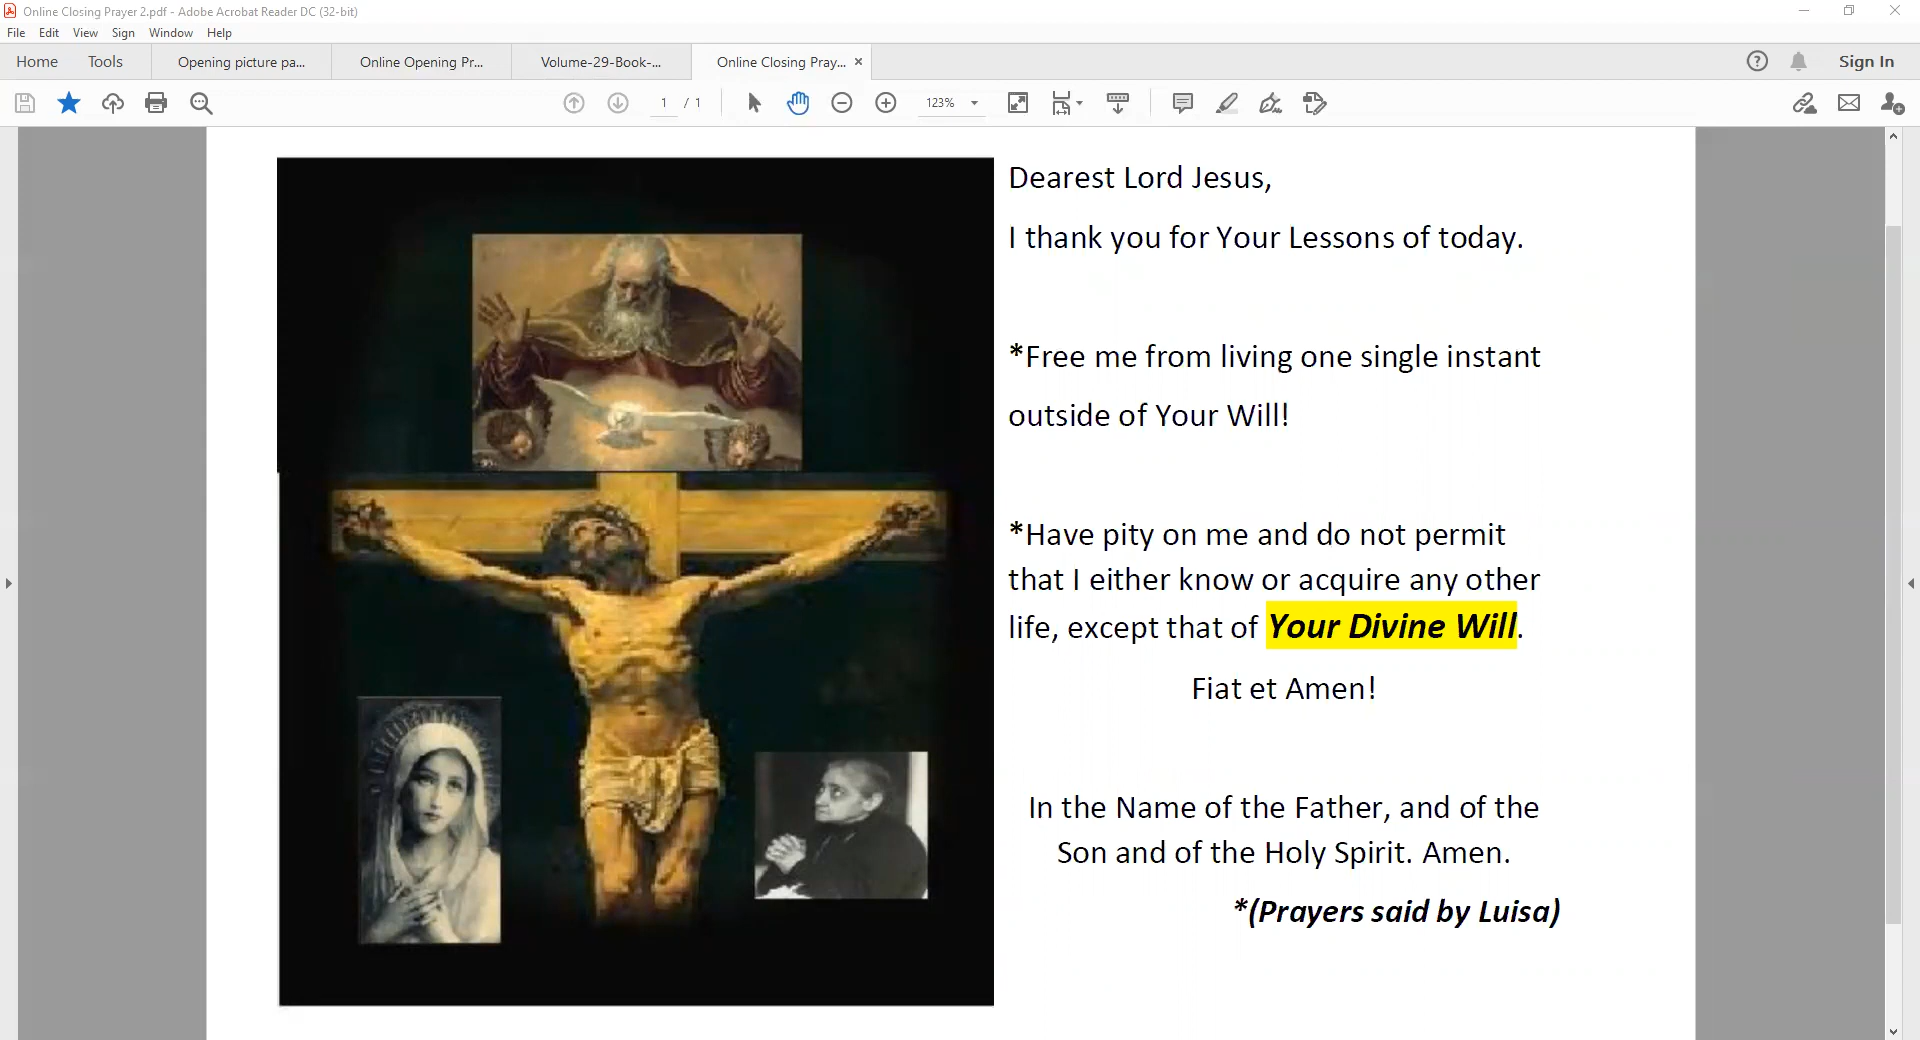 Online Closing Prayer 2.pdf - Adobe Acrobat Reader DC (32-bit)
File Edit View Sign Window Help
Home Tools Opening picture pa... Online Opening Pr... Volume-29-Book-... Online Closing Pray... × Sign In
1 / 1 123%
Dearest Lord Jesus,
I thank you for Your Lessons of today.
*Free me from living one single instant
outside of Your Will!
*Have pity on me and do not permit
that I either know or acquire any other
life, except that of Your Divine Will.
Fiat et Amen!
In the Name of the Father, and of the
Son and of the Holy Spirit. Amen.
*(Prayers said by Luisa)